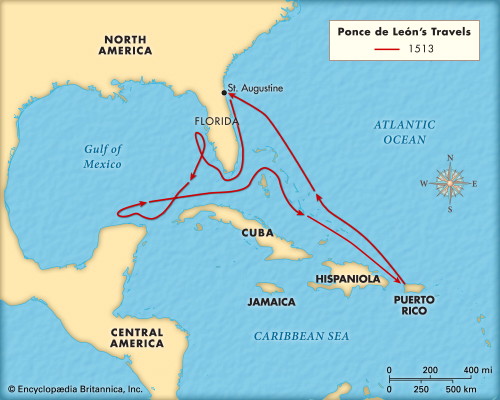 Ponce de León's Travels
1513
NORTH
AMERICA
St. Augustine
FLORIDA
Gulf of
Mexico
ATLANTIC
OCEAN
N
W
E
S
CUBA
HISPANIOLA
JAMAICA
PUERTO
RICO
CENTRAL
AMERICA
CARIBBEAN SEA
0 200 400 mi
0 250 500 km
© Encyclopædia Britannica, Inc.